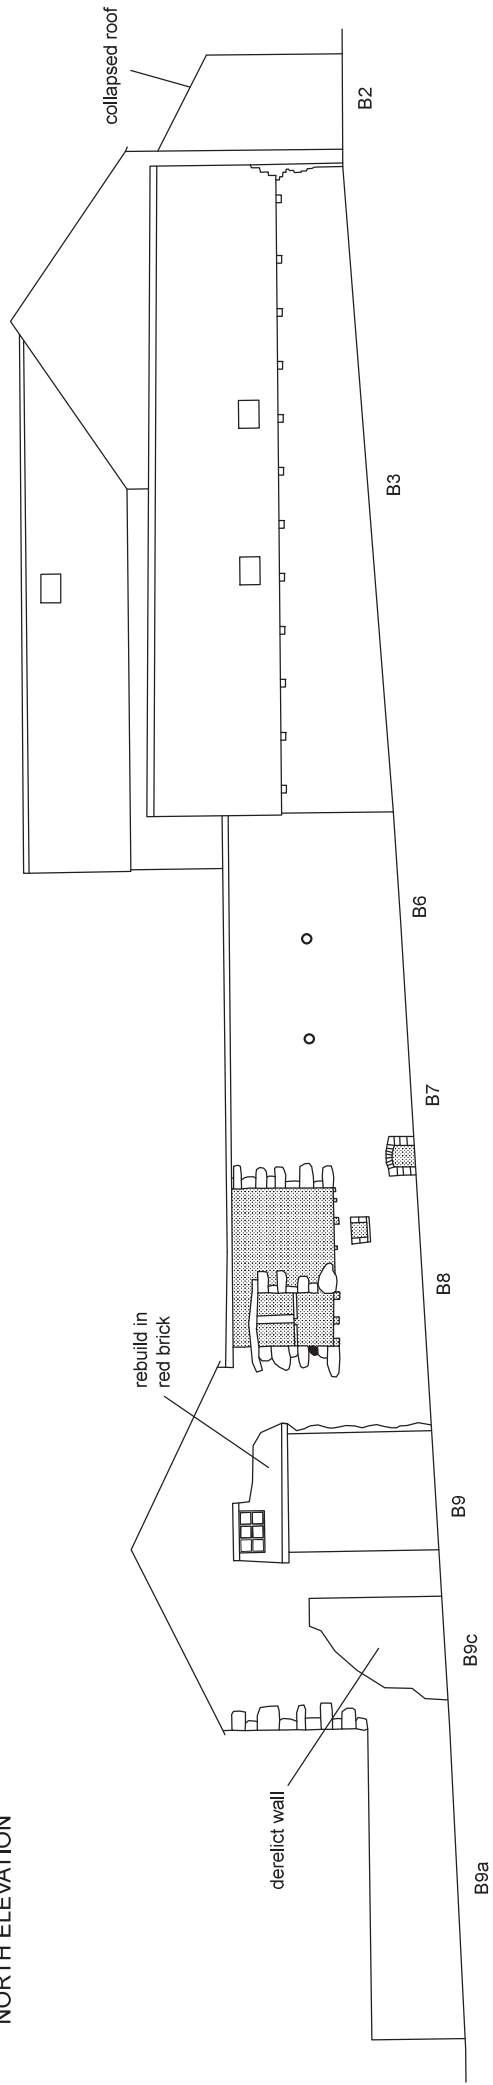 NORTH ELEVATION
derelict wall
rebuild in
red brick
collapsed roof
B9a
B9c
B9
B8
B7
B6
B3
B2